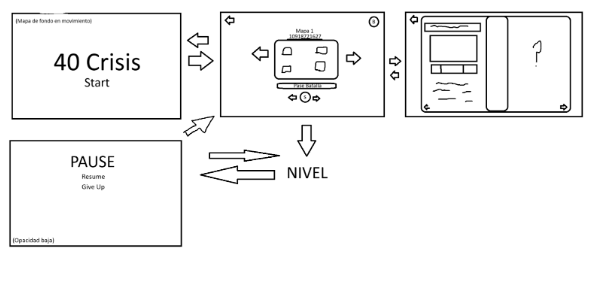 (Mapa de fondo en movimiento)
40 Crisis
Start
Mapa 1
Pase Batalla
5
B
?
PAUSE
Resume
Give Up
(Opacidad baja)
NIVEL